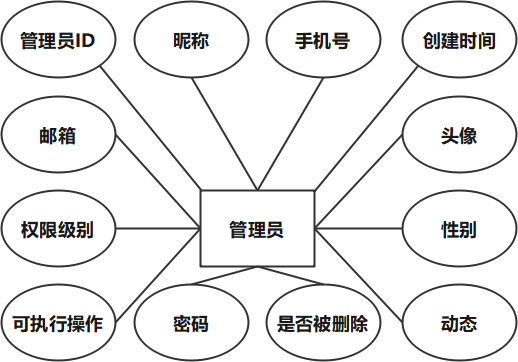 管理员ID
昵称
手机号
创建时间
邮箱
头像
权限级别
管理员
性别
可执行操作
密码
是否被删除
动态